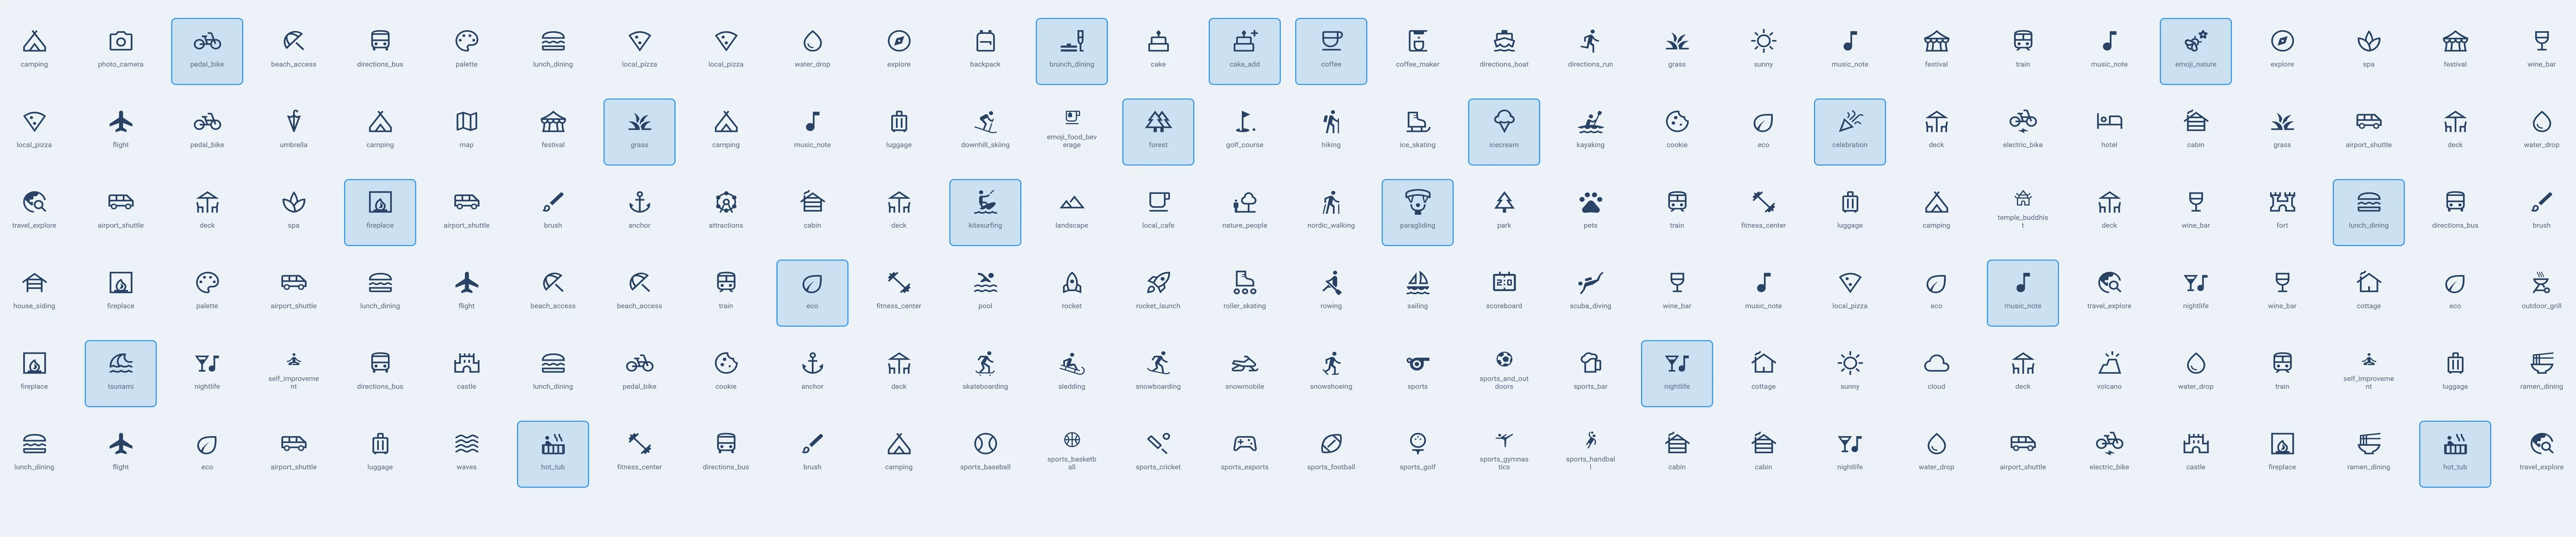 camping photo_camera pedal_bike beach_access directions_bus palette lunch_dining local_pizza local_pizza water_drop explore backpack brunch_dining cake cake_add coffee coffee_maker directions_boat directions_run grass sunny music_note festival train music_note emoji_nature explore spa festival wine_bar
local_pizza flight pedal_bike umbrella camping map festival grass camping music_note luggage downhill_skiing emoji_food_bev forest golf_course hiking ice_skating icecream kayaking cookie eco celebration deck electric_bike hotel cabin grass airport_shuttle deck water_drop
erage
travel_explore airport_shuttle deck spa fireplace airport_shuttle brush anchor attractions cabin deck kitesurfing landscape local_cafe nature_people nordic_walking paragliding park pets train fitness_center luggage camping temple_buddhis deck wine_bar fort lunch_dining directions_bus brush
t
house_siding fireplace palette airport_shuttle lunch_dining flight beach_access beach_access train eco fitness_center pool rocket rocket_launch roller_skating rowing sailing scoreboard scuba_diving wine_bar music_note local_pizza eco music_note travel_explore nightlife wine_bar cottage eco outdoor_grill
fireplace tsunami nightlife self_improveme directions_bus castle lunch_dining pedal_bike cookie anchor deck skateboarding sledding snowboarding snowmobile snowshoeing sports sports_and_out sports_bar nightlife cottage sunny cloud deck volcano water_drop train self_improveme luggage ramen_dining
nt doors nt
lunch_dining flight eco airport_shuttle luggage waves hot_tub fitness_center directions_bus brush camping sports_baseball sports_basketb sports_cricket sports_esports sports_football sports_golf sports_gymnas sports_handbal cabin cabin nightlife water_drop airport_shuttle electric_bike castle fireplace ramen_dining hot_tub travel_explore
all tics l